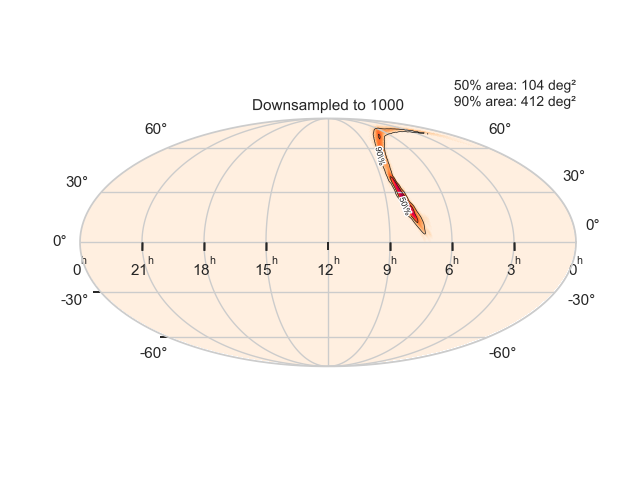 50% area: 104 deg²
90% area: 412 deg²
Downsampled to 1000
60°
60°
30°
30°
90\%
50\%
0°
0°
0h
21h
18h
15h
12h
9h
6h
3h
0h
-30°
-30°
-60°
-60°